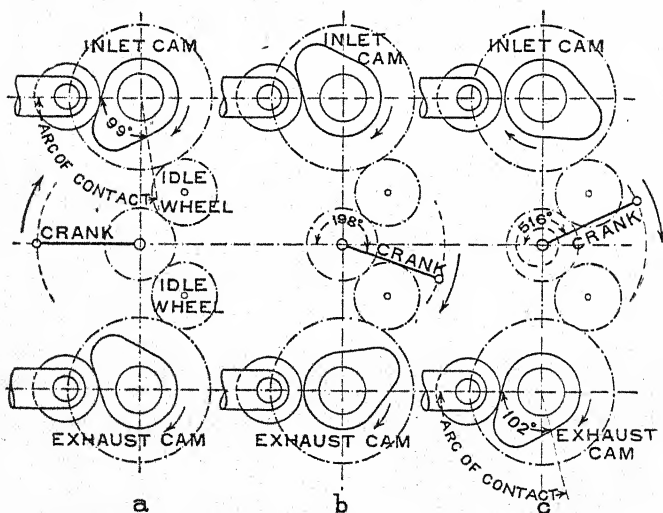 INLET CAM
99°
ARC OF CONTACT
IDLE
WHEEL
CRANK
IDLE
WHEEL
EXHAUST CAM
a
INLET
CAM
198°
CRANK
EXHAUST CAM
b
INLET CAM
516°
CRANK
102°
ARC OF CONTACT
EXHAUST
CAM
c